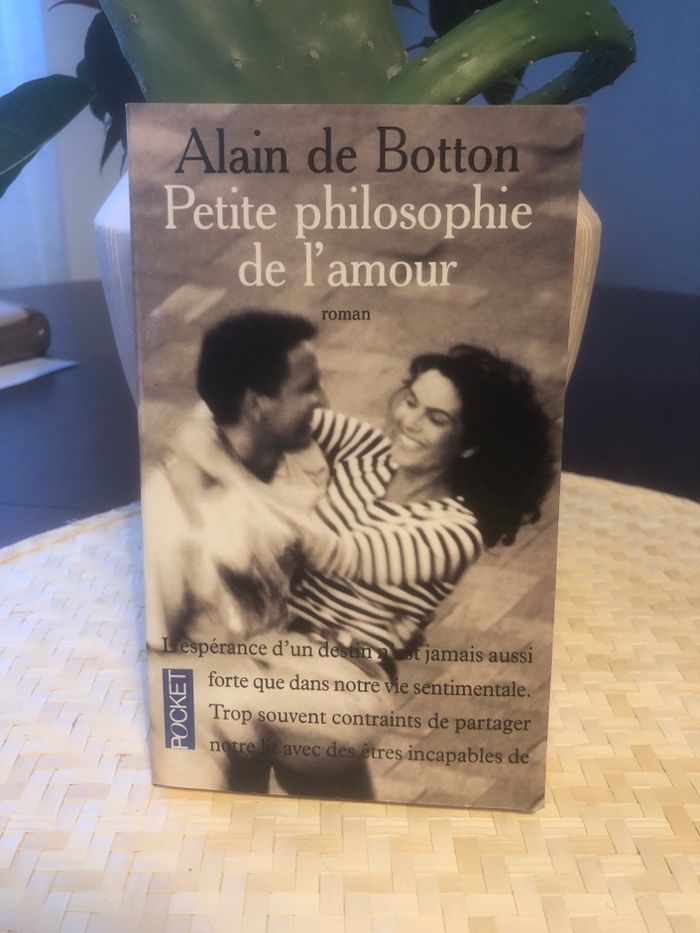 Alain de Botton
Petite philosophie
de l'amour
roman
L'espérance d'un destin n'est jamais aussi
forte que dans notre vie sentimentale.
Trop souvent contraints de partager
notre lit avec des êtres incapables de
POCKET